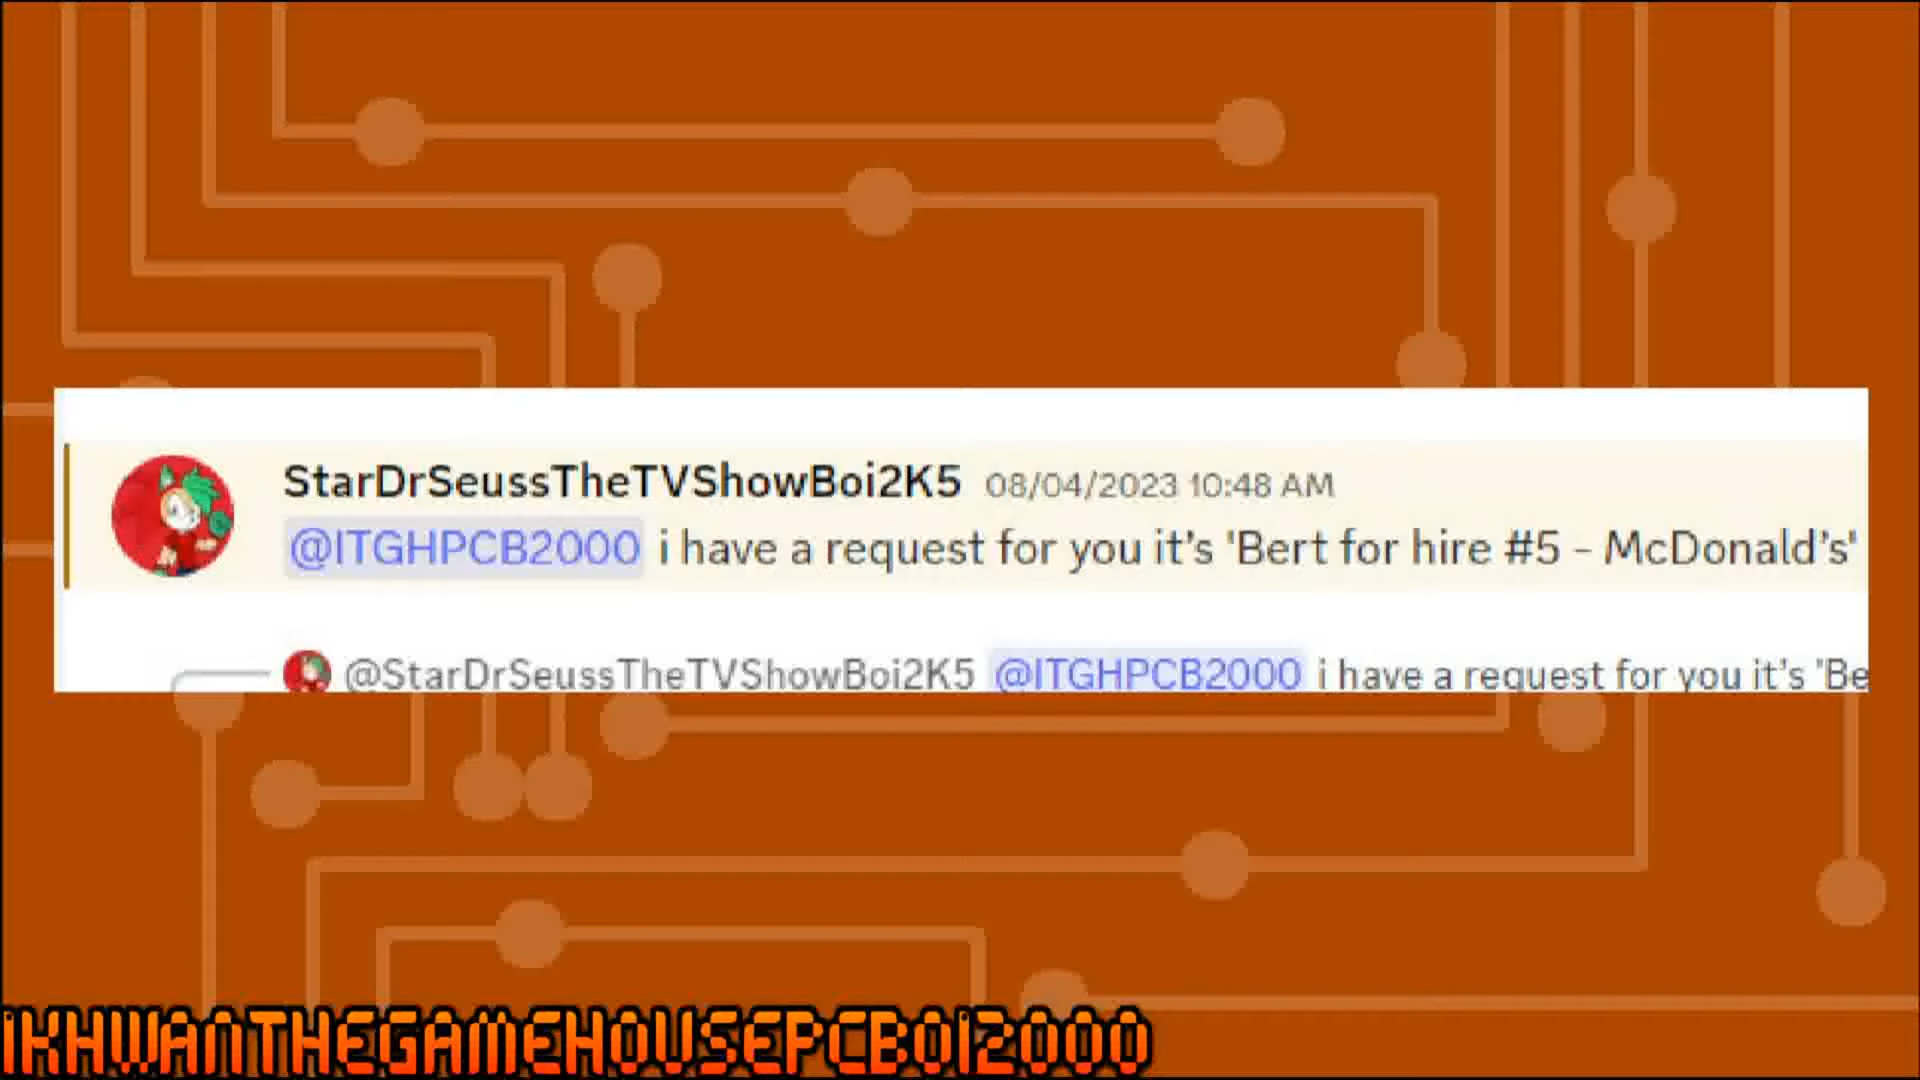 StarDrSeussTheTVShowBoi2K5 08/04/2023 10:48 AM
@ITGHPCB2000 i have a request for you it's 'Bert for hire #5 - McDonald's'
@StarDrSeussTheTVShowBoi2K5 @ITGHPCB2000 i have a request for you it's 'Be
iKHWANTHEGAMEHOUSEPCBOi2000